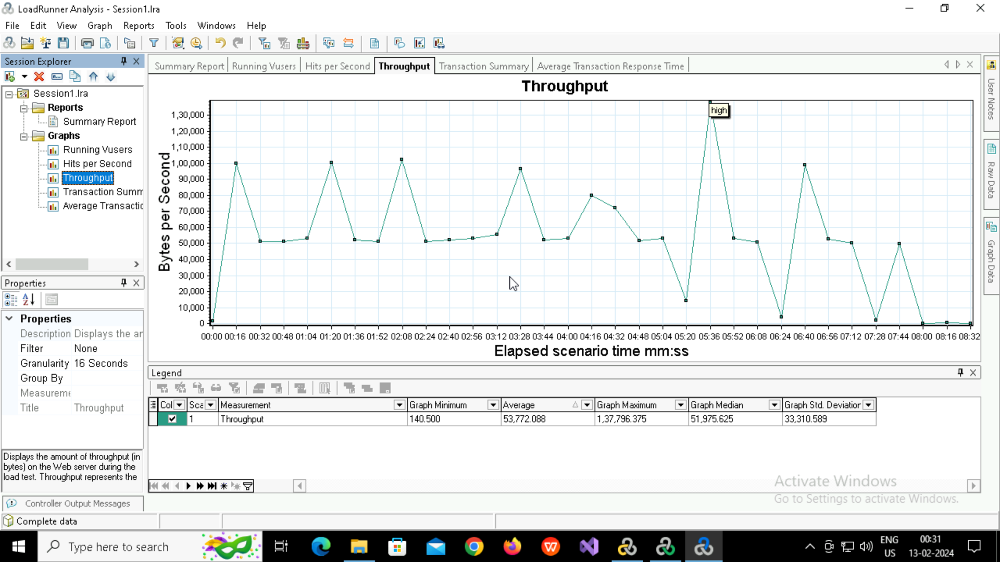 LoadRunner Analysis - Session1.lra
File Edit View Graph Reports Tools Windows Help
Session Explorer
Session1.lra
Reports
Summary Report
Graphs
Running Vusers
Hits per Second
Throughput
Transaction Summ
Average Transactic
Summary Report Running Vusers Hits per Second Throughput Transaction Summary Average Transaction Response Time
Throughput
high
Bytes per Second
1,30,000
1,20,000
1,10,000
1,00,000
90,000
80,000
70,000
60,000
50,000
40,000
30,000
20,000
10,000
0
00:00 00:16 00:32 00:48 01:04 01:20 01:36 01:52 02:08 02:24 02:40 02:56 03:12 03:28 03:44 04:00 04:16 04:32 04:48 05:04 05:20 05:36 05:52 06:08 06:24 06:40 06:56 07:12 07:28 07:44 08:00 08:16 08:32
Elapsed scenario time mm:ss
User Notes
Raw Data
Graph Data
Properties
Properties
Description Displays the ar
Filter None
Granularity 16 Seconds
Group By
Measureme
Title Throughput
Displays the amount of throughput (in
bytes) on the Web server during the
load test. Throughput represents the
Controller Output Messages
Complete data
Legend
Col Sca Measurement Graph Minimum Average Graph Maximum Graph Median Graph Std. Deviation
1 Throughput 140.500 53,772.088 1,37,796.375 51,975.625 33,310.589
Activate Windows
Go to Settings to activate Windows.
Type here to search
ENG
US
00:31
13-02-2024